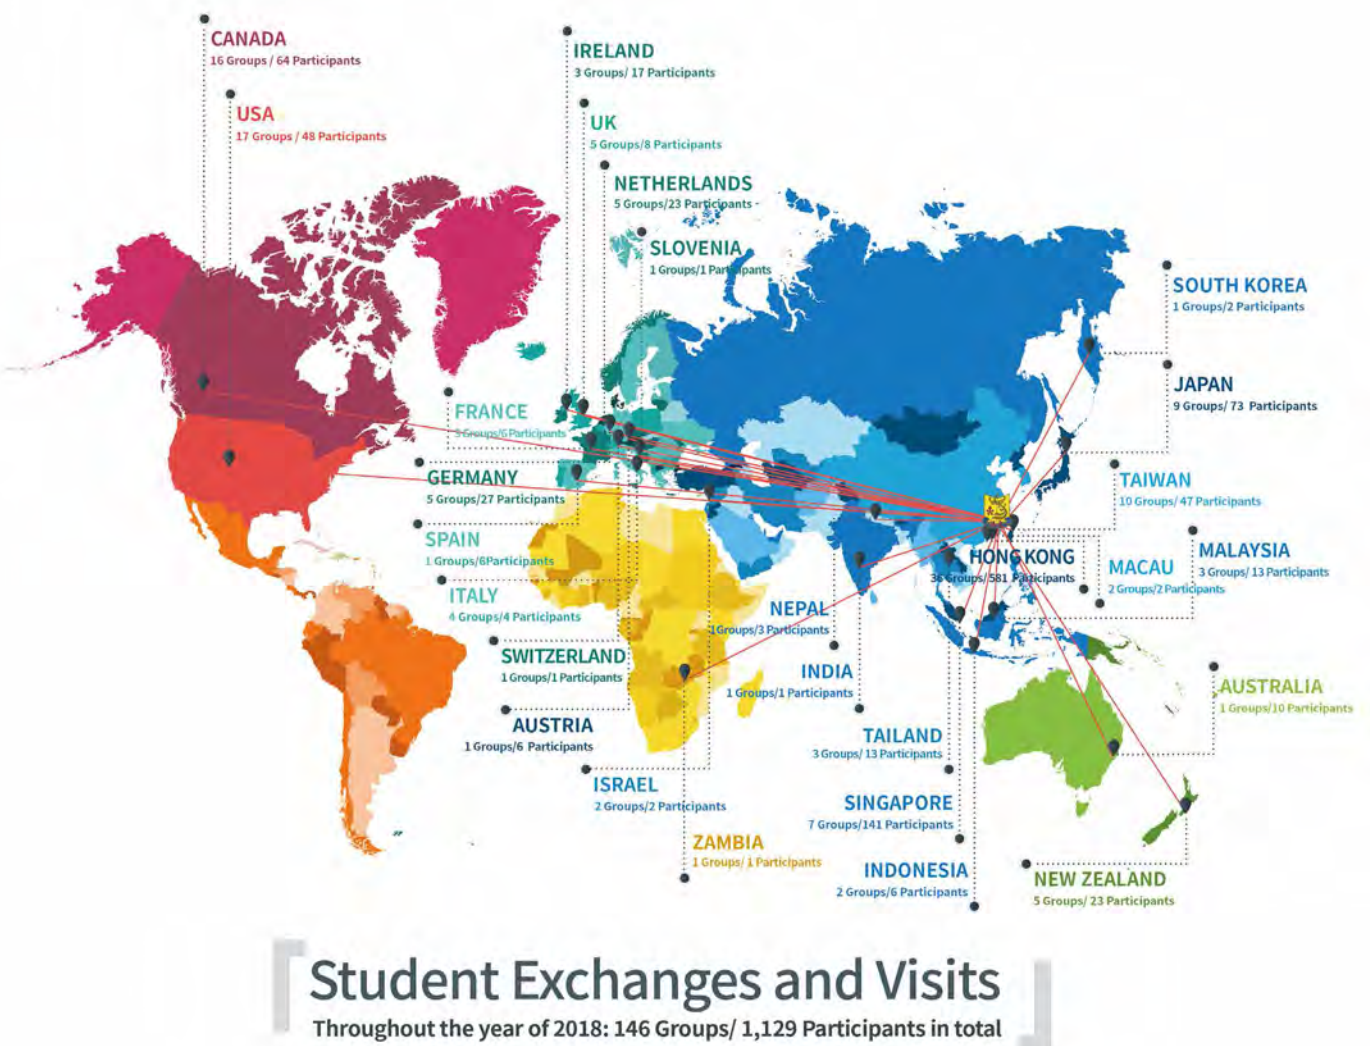 CANADA
16 Groups / 64 Participants
USA
17 Groups / 48 Participants
IRELAND
3 Groups/ 17 Participants
UK
5 Groups/8 Participants
NETHERLANDS
5 Groups/23 Participants
SLOVENIA
1 Groups/1 Participants
SOUTH KOREA
1 Groups/2 Participants
JAPAN
9 Groups/ 73 Participants
FRANCE
3 Groups/6 Participants
GERMANY
5 Groups/27 Participants
TAIWAN
10 Groups/ 47 Participants
SPAIN
1 Groups/6Participants
HONG KONG
36 Groups/ 581 Participants
MACAU
2 Groups/2 Participants
MALAYSIA
3 Groups/ 13 Participants
ITALY
4 Groups/4 Participants
NEPAL
1Groups/3 Participants
SWITZERLAND
1 Groups/1 Participants
INDIA
1 Groups/1 Participants
AUSTRALIA
1 Groups/10 Participants
AUSTRIA
1 Groups/6 Participants
TAILAND
3 Groups/ 13 Participants
ISRAEL
2 Groups/2 Participants
SINGAPORE
7 Groups/141 Participants
ZAMBIA
1 Groups/ 1 Participants
INDONESIA
2 Groups/6 Participants
NEW ZEALAND
5 Groups/ 23 Participants
Student Exchanges and Visits
Throughout the year of 2018: 146 Groups/ 1,129 Participants in total